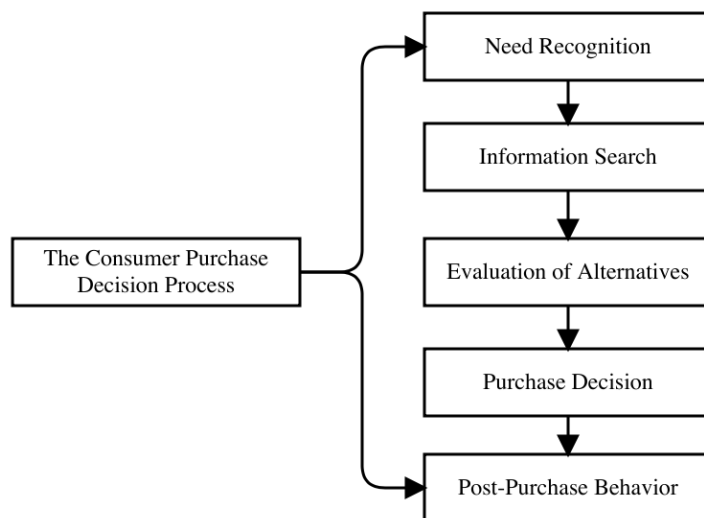 Need Recognition
Information Search
The Consumer Purchase
Decision Process
Evaluation of Alternatives
Purchase Decision
Post-Purchase Behavior